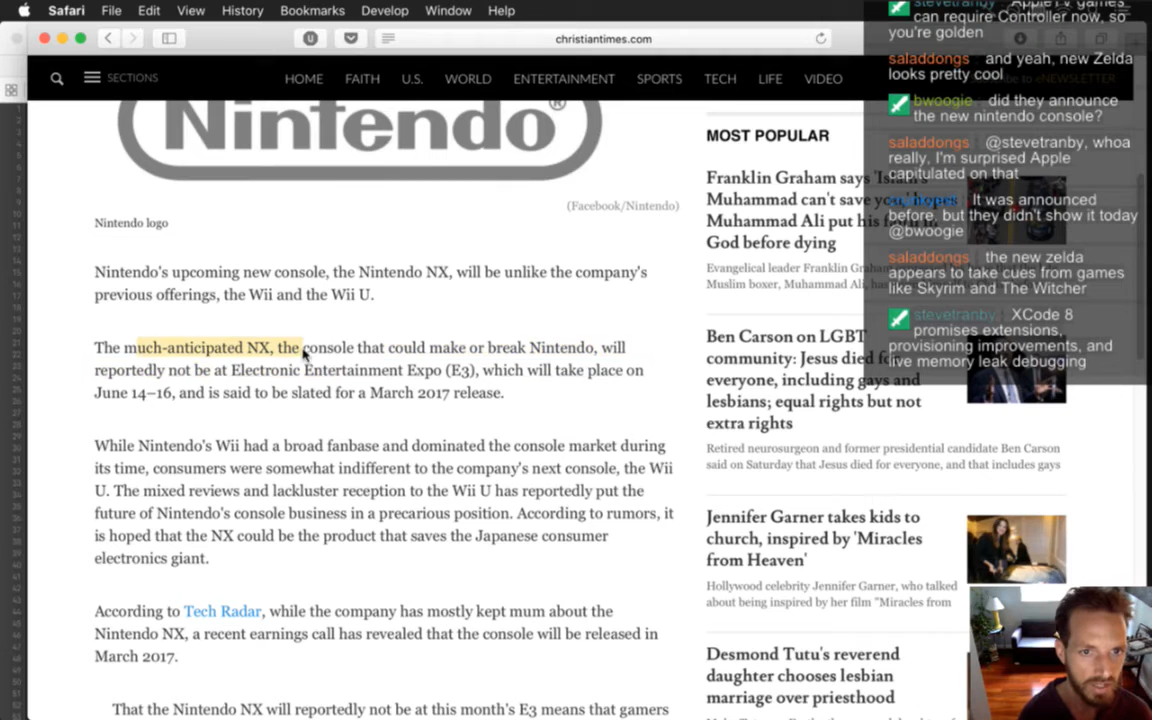 Safari File Edit View History Bookmarks Develop Window Help
christiantimes.com
SECTIONS HOME FAITH U.S. WORLD ENTERTAINMENT SPORTS TECH LIFE VIDEO
Nintendo®
(Facebook/Nintendo)
Nintendo logo
Nintendo's upcoming new console, the Nintendo NX, will be unlike the company's
previous offerings, the Wii and the Wii U.
The much-anticipated NX, the console that could make or break Nintendo, will
reportedly not be at Electronic Entertainment Expo (E3), which will take place on
June 14–16, and is said to be slated for a March 2017 release.
While Nintendo's Wii had a broad fanbase and dominated the console market during
its time, consumers were somewhat indifferent to the company's next console, the Wii
U. The mixed reviews and lackluster reception to the Wii U has reportedly put the
future of Nintendo's console business in a precarious position. According to rumors, it
is hoped that the NX could be the product that saves the Japanese consumer
electronics giant.
According to Tech Radar, while the company has mostly kept mum about the
Nintendo NX, a recent earnings call has revealed that the console will be released in
March 2017.
That the Nintendo NX will reportedly not be at this month's E3 means that gamers
MOST POPULAR
Franklin Graham says 'Islam's
Muhammad can't save you,' hopes
Muhammad Ali put his
God before dying
Evangelical leader Franklin
Muslim boxer, Muhammad Ali,
Ben Carson on LGBT
community: Jesus died for
everyone, including gays and
lesbians; equal rights but not
extra rights
Retired neurosurgeon and former presidential candidate Ben Carson
said on Saturday that Jesus died for everyone, and that includes gays
Jennifer Garner takes kids to
church, inspired by 'Miracles
from Heaven'
Hollywood celebrity Jennifer Garner, who talked
about being inspired by her film "Miracles from
Desmond Tutu's reverend
daughter chooses lesbian
marriage over priesthood
stevetranby AppleTV games
can require Controller now, so
you're golden
saladdongs and yeah, new Zelda
looks pretty cool
bwoogie did they announce
the new nintendo console?
saladdongs @stevetranby, whoa
really, I'm surprised Apple
capitulated on that
It was announced
before, but they didn't show it today
@bwoogie
saladdongs the new zelda
appears to take cues from games
like Skyrim and The Witcher
stevetranby XCode 8
promises extensions,
provisioning improvements, and
live memory leak debugging